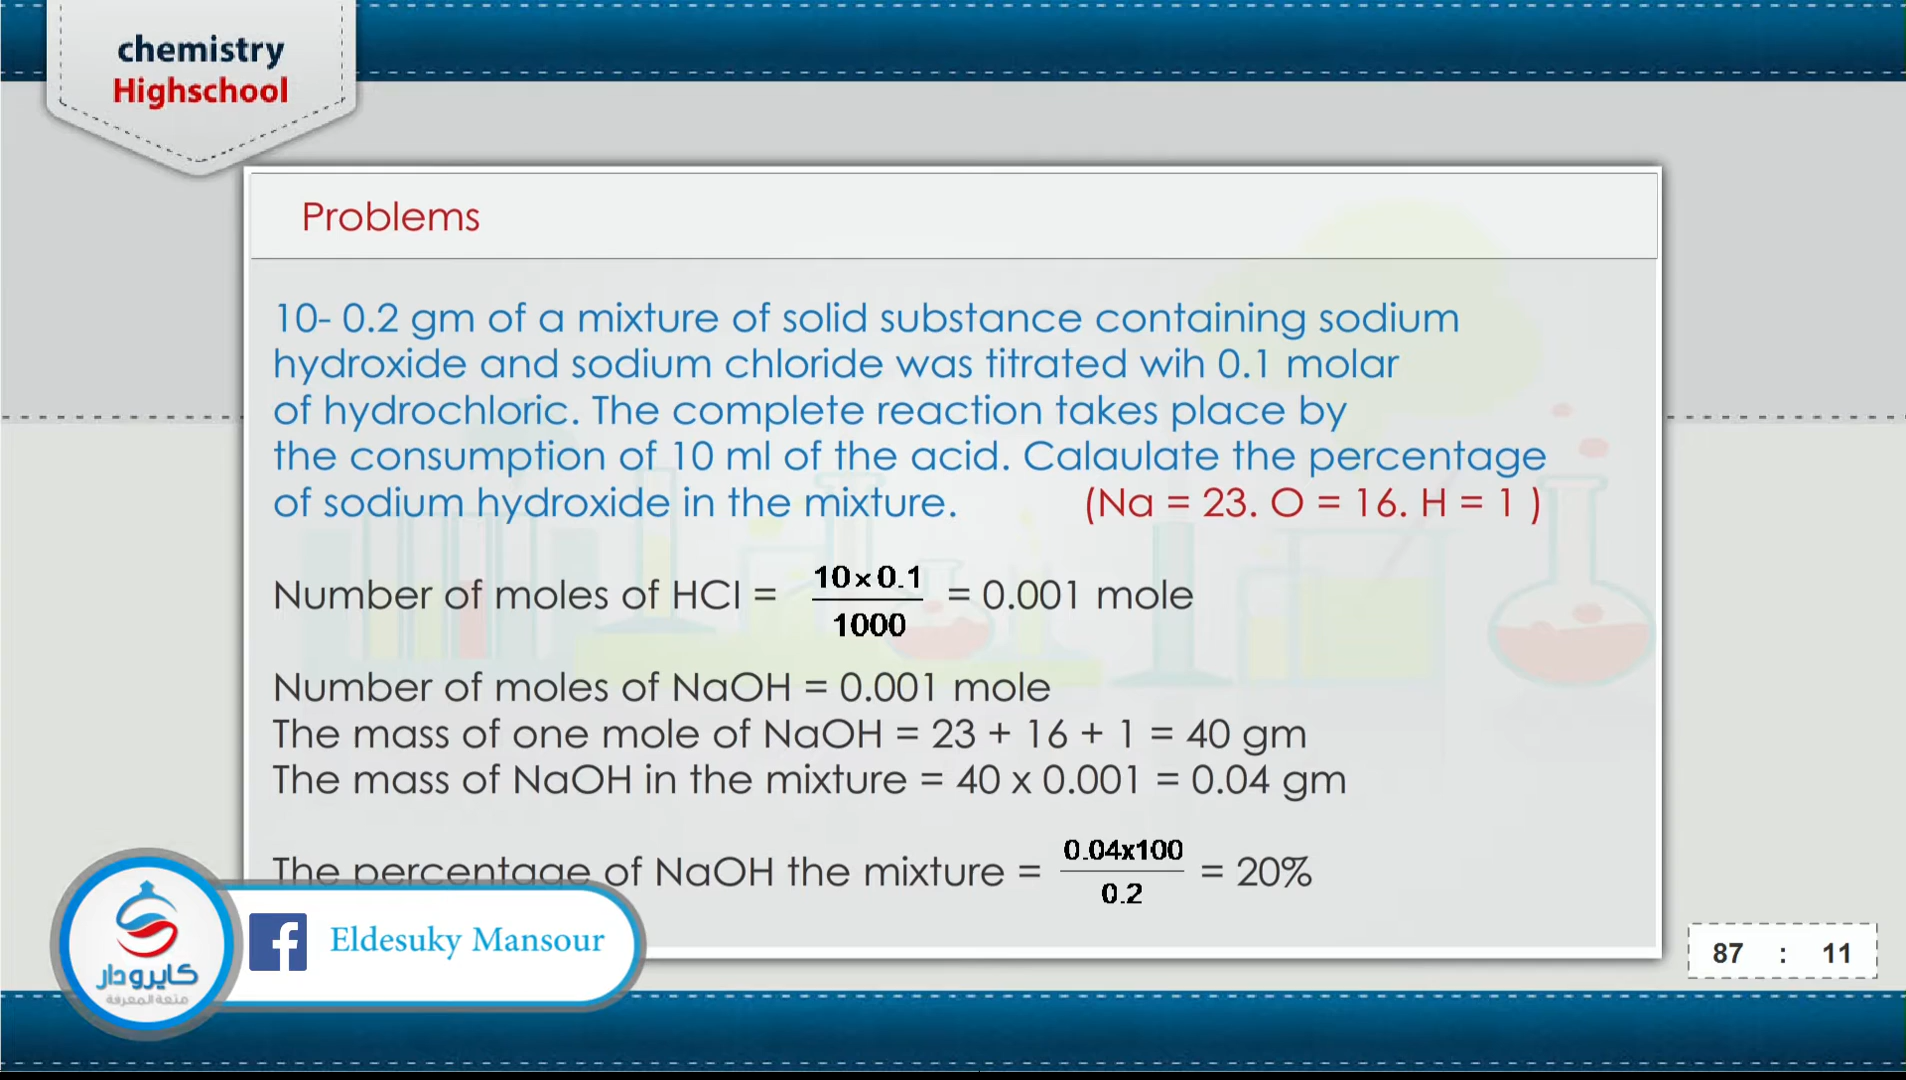 chemistry
Highschool
Problems
10- 0.2 gm of a mixture of solid substance containing sodium
hydroxide and sodium chloride was titrated wih 0.1 molar
of hydrochloric. The complete reaction takes place by
the consumption of 10 ml of the acid. Calaulate the percentage
of sodium hydroxide in the mixture. (Na = 23. O = 16. H = 1 )
Number of moles of HCl = 10×0.1 / 1000 = 0.001 mole
Number of moles of NaOH = 0.001 mole
The mass of one mole of NaOH = 23 + 16 + 1 = 40 gm
The mass of NaOH in the mixture = 40 x 0.001 = 0.04 gm
The percentage of NaOH the mixture = 0.04x100 / 0.2 = 20%
كايرودار
متعة المعرفة
Eldesuky Mansour
87 : 11